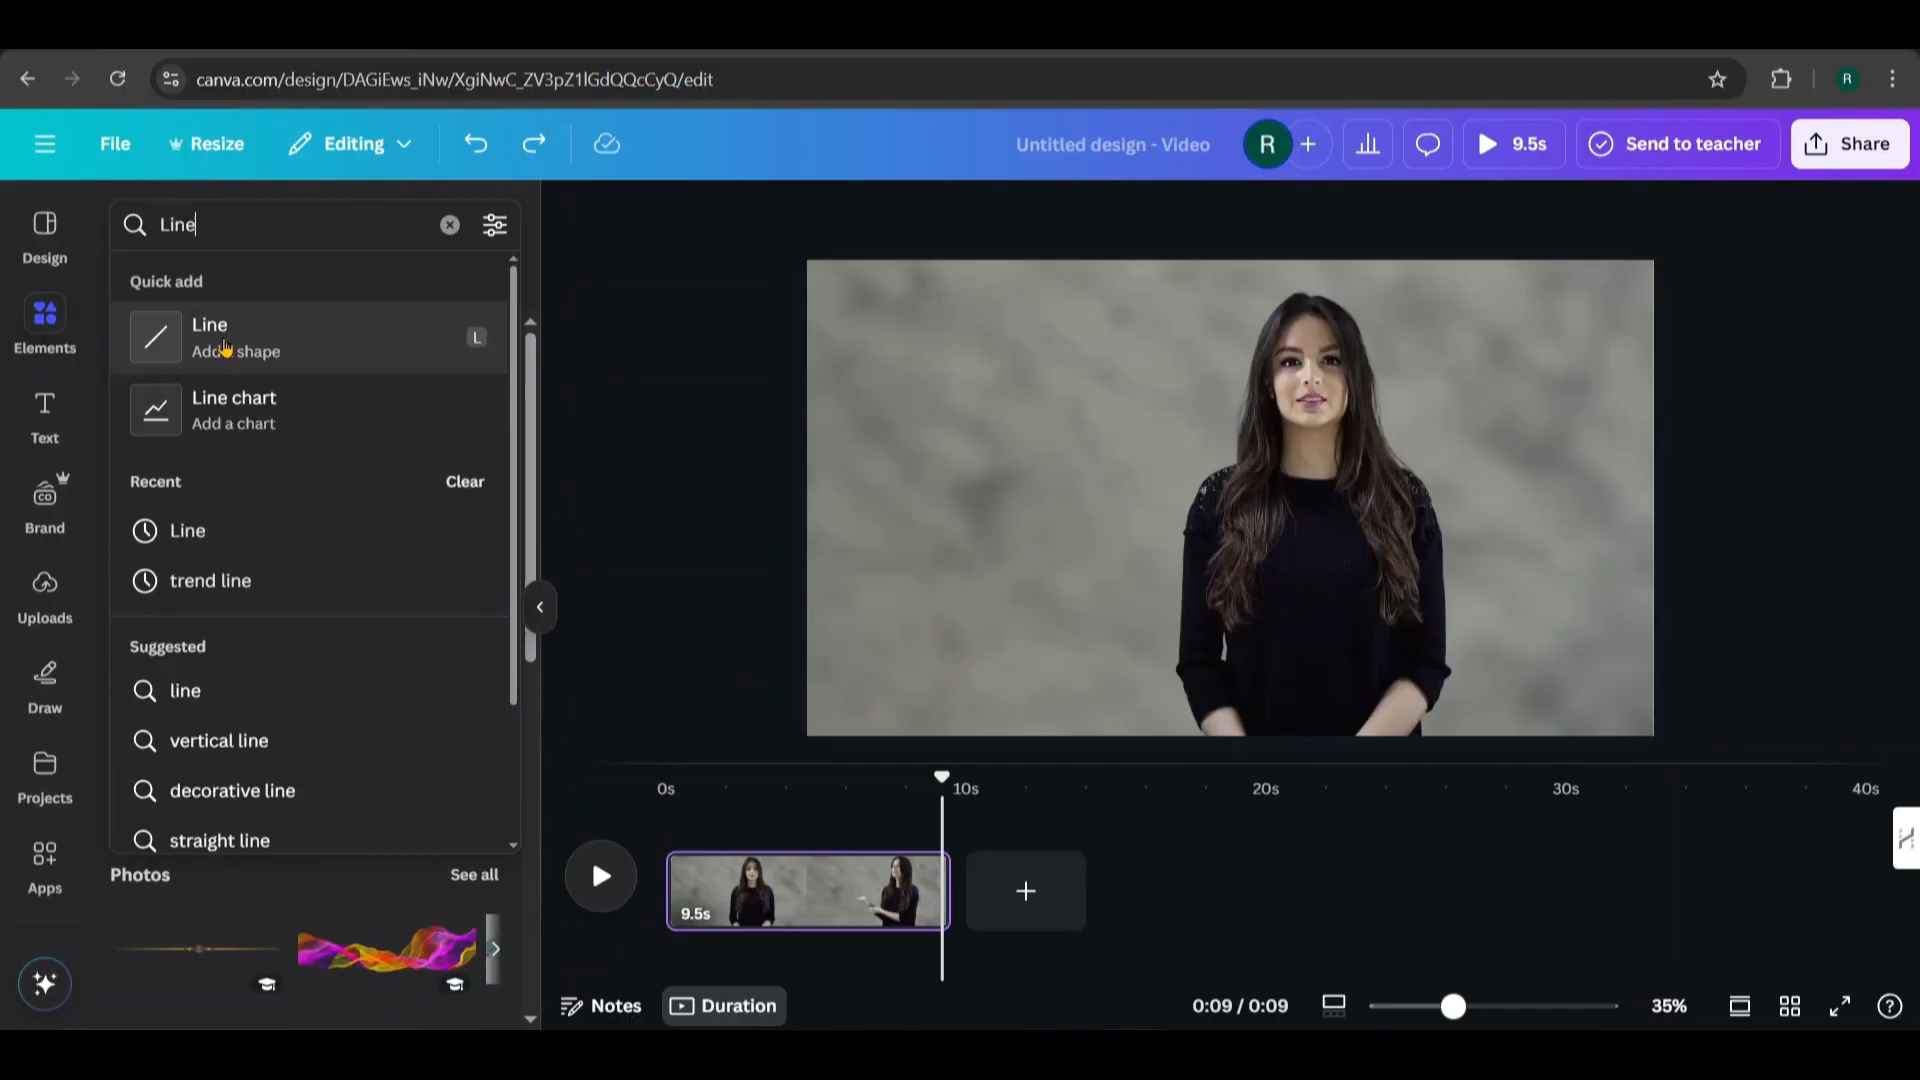 canva.com/design/DAGiEws_iNw/XgiNwC_ZV3pZ1lGdQQcCyQ/edit
R
File
Resize
Editing
Untitled design - Video
R
9.5s
Send to teacher
Share
Design
Elements
Text
Brand
Uploads
Draw
Projects
Apps
Line
Quick add
Line
L
Line chart
Add a chart
Recent
Clear
Line
trend line
Suggested
line
vertical line
decorative line
straight line
Photos
See all
0s
10s
20s
30s
40s
9.5s
Notes
Duration
0:09 / 0:09
35%